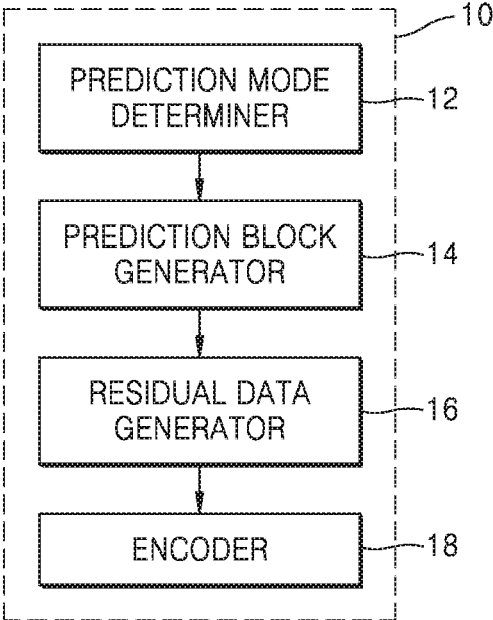 10
PREDICTION MODE
DETERMINER
12
PREDICTION BLOCK
GENERATOR
14
RESIDUAL DATA
GENERATOR
16
ENCODER
18